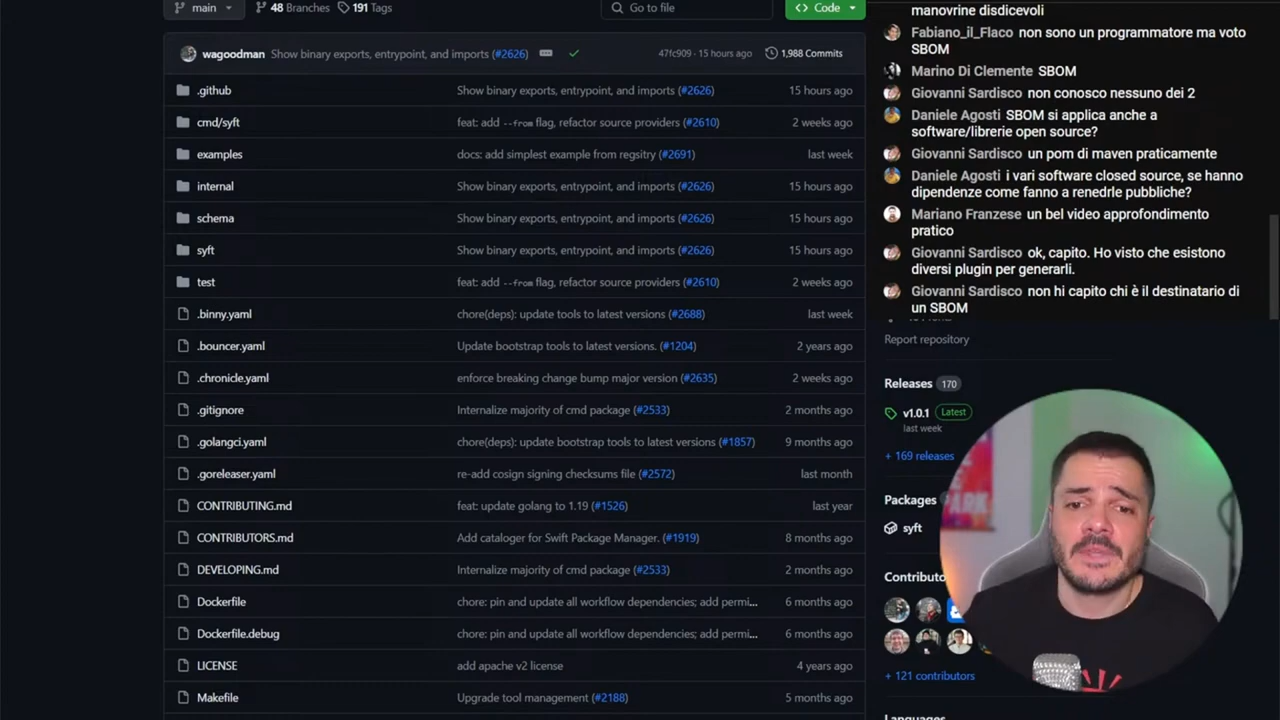 main
48 Branches
191 Tags
Go to file
Code
wagoodman Show binary exports, entrypoint, and imports (#2626)
47fc909 · 15 hours ago
1,988 Commits
.github Show binary exports, entrypoint, and imports (#2626) 15 hours ago
cmd/syft feat: add --from flag, refactor source providers (#2610) 2 weeks ago
examples docs: add simplest example from regsitry (#2691) last week
internal Show binary exports, entrypoint, and imports (#2626) 15 hours ago
schema Show binary exports, entrypoint, and imports (#2626) 15 hours ago
syft Show binary exports, entrypoint, and imports (#2626) 15 hours ago
test feat: add --from flag, refactor source providers (#2610) 2 weeks ago
.binny.yaml chore(deps): update tools to latest versions (#2688) last week
.bouncer.yaml Update bootstrap tools to latest versions. (#1204) 2 years ago
.chronicle.yaml enforce breaking change bump major version (#2635) 2 weeks ago
.gitignore Internalize majority of cmd package (#2533) 2 months ago
.golangci.yaml chore(deps): update bootstrap tools to latest versions (#1857) 9 months ago
.goreleaser.yaml re-add cosign signing checksums file (#2572) last month
CONTRIBUTING.md feat: update golang to 1.19 (#1526) last year
CONTRIBUTORS.md Add cataloger for Swift Package Manager. (#1919) 8 months ago
DEVELOPING.md Internalize majority of cmd package (#2533) 2 months ago
Dockerfile chore: pin and update all workflow dependencies; add permi... 6 months ago
Dockerfile.debug chore: pin and update all workflow dependencies; add permi... 6 months ago
LICENSE add apache v2 license 4 years ago
Makefile Upgrade tool management (#2188) 5 months ago
manovrine disdicevoli
Fabiano_il_Flaco non sono un programmatore ma voto
SBOM
Marino Di Clemente SBOM
Giovanni Sardisco non conosco nessuno dei 2
Daniele Agosti SBOM si applica anche a
software/librerie open source?
Giovanni Sardisco un pom di maven praticamente
Daniele Agosti i vari software closed source, se hanno
dipendenze come fanno a renedrle pubbliche?
Mariano Franzese un bel video approfondimento
pratico
Giovanni Sardisco ok, capito. Ho visto che esistono
diversi plugin per generarli.
Giovanni Sardisco non hi capito chi è il destinatario di
un SBOM
Report repository
Releases 170
v1.0.1 Latest
last week
+ 169 releases
Packages
syft
Contributo
+ 121 contributors
Languages